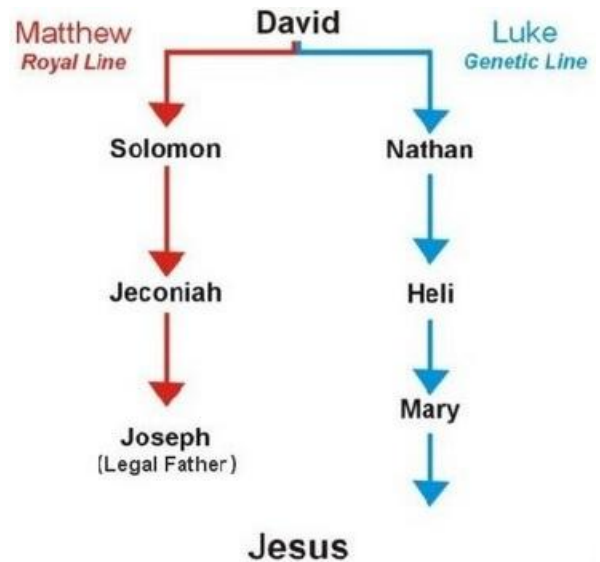 David
Matthew
Royal Line
Luke
Genetic Line
Solomon
Nathan
Jeconiah
Heli
Mary
Joseph
(Legal Father)
Jesus